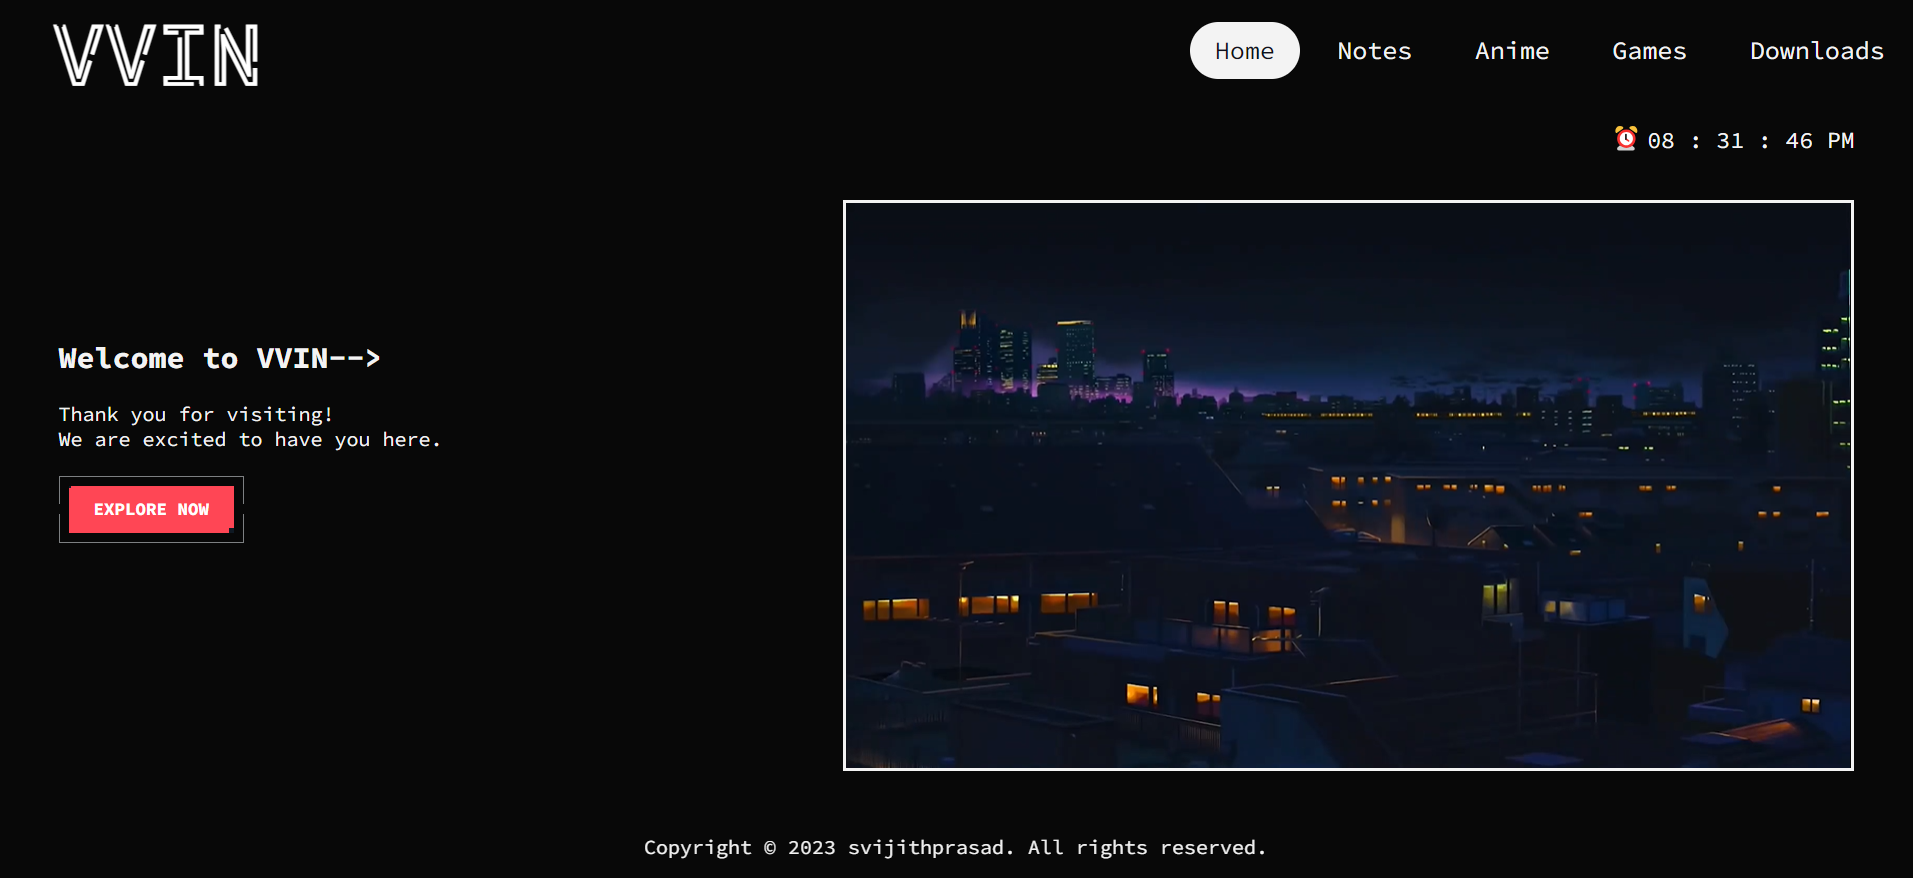 VVIN
Home Notes Anime Games Downloads
08 : 31 : 46 PM
Welcome to VVIN-->
Thank you for visiting!
We are excited to have you here.
EXPLORE NOW
Copyright © 2023 svijithprasad. All rights reserved.